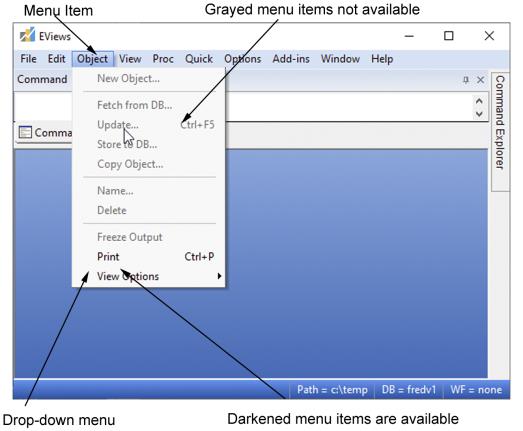 Menu Item
Grayed menu items not available
EViews
File Edit Object View Proc Quick Options Add-ins Window Help
Command
New Object...
Fetch from DB...
Update... Ctrl+F5
Store to DB...
Copy Object...
Name...
Delete
Freeze Output
Print Ctrl+P
View Options
Comma
Command Explorer
Path = c:\temp DB = fredv1 WF = none
Drop-down menu
Darkened menu items are available